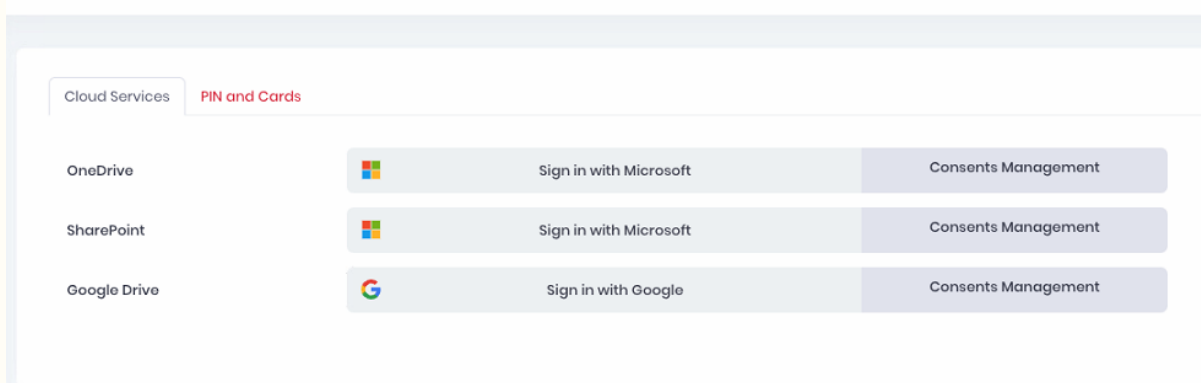 Cloud Services PIN and Cards
OneDrive Sign in with Microsoft Consents Management
SharePoint Sign in with Microsoft Consents Management
Google Drive Sign in with Google Consents Management